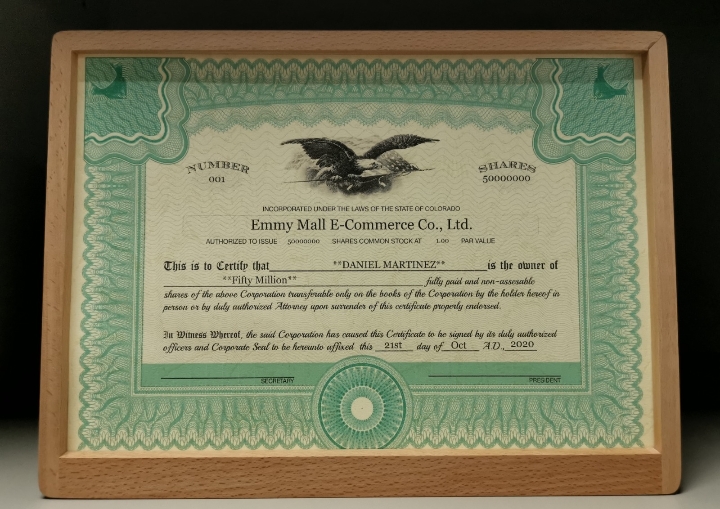 NUMBER
001
SHARES
50000000
INCORPORATED UNDER THE LAWS OF THE STATE OF COLORADO
Emmy Mall E-Commerce Co., Ltd.
AUTHORIZED TO ISSUE 50000000 SHARES COMMON STOCK AT 1.00 PAR VALUE
This is to Certify that **DANIEL MARTINEZ** is the owner of
**Fifty Million** fully paid and non-assesable
shares of the above Corporation transferable only on the books of the Corporation by the holder hereof in
person or by duly authorized Attorney upon surrender of this certificate properly endorsed.
In Witness Whereof, the said Corporation has caused this Certificate to be signed by its duly authorized
officers and Corporate Seal to be hereunto affixed this 21st day of Oct A.D., 2020
SECRETARY
PRESIDENT